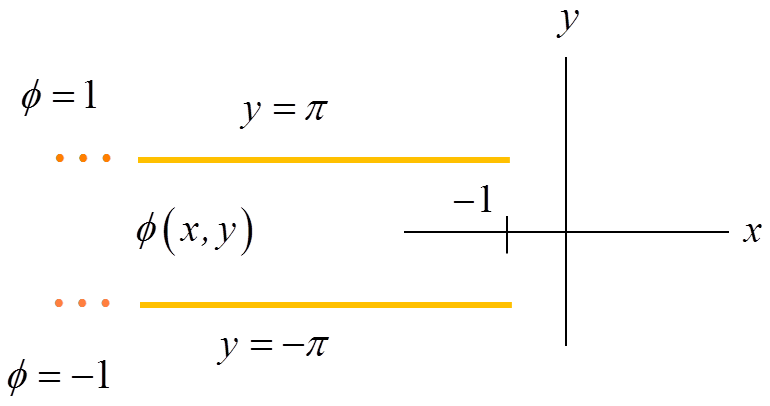 y
ϕ = 1
y = π
−1
ϕ(x, y)
x
y = −π
ϕ = −1